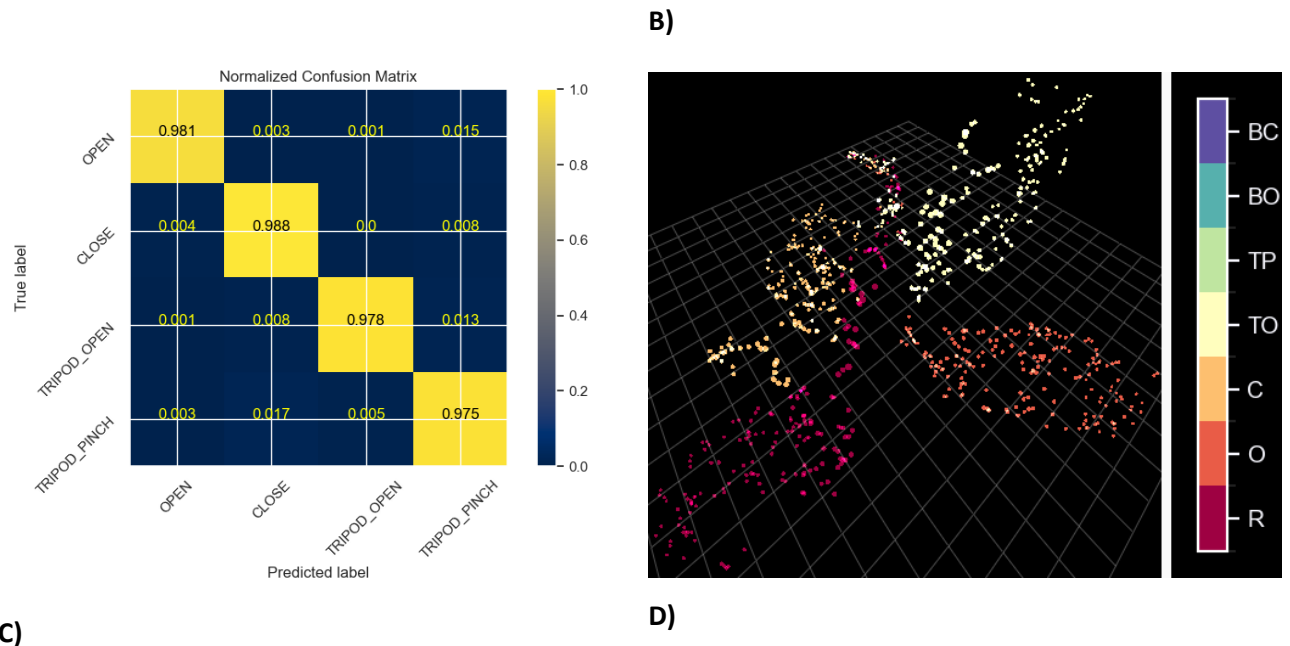 B)
Normalized Confusion Matrix
True label
OPEN
CLOSE
TRIPOD_OPEN
TRIPOD_PINCH
0.981 0.003 0.001 0.015
0.004 0.988 0.0 0.008
0.001 0.008 0.978 0.013
0.003 0.017 0.005 0.975
OPEN
CLOSE
TRIPOD_OPEN
TRIPOD_PINCH
Predicted label
1.0
0.8
0.6
0.4
0.2
0.0
BC
BO
TP
TO
C
O
R
C)
D)